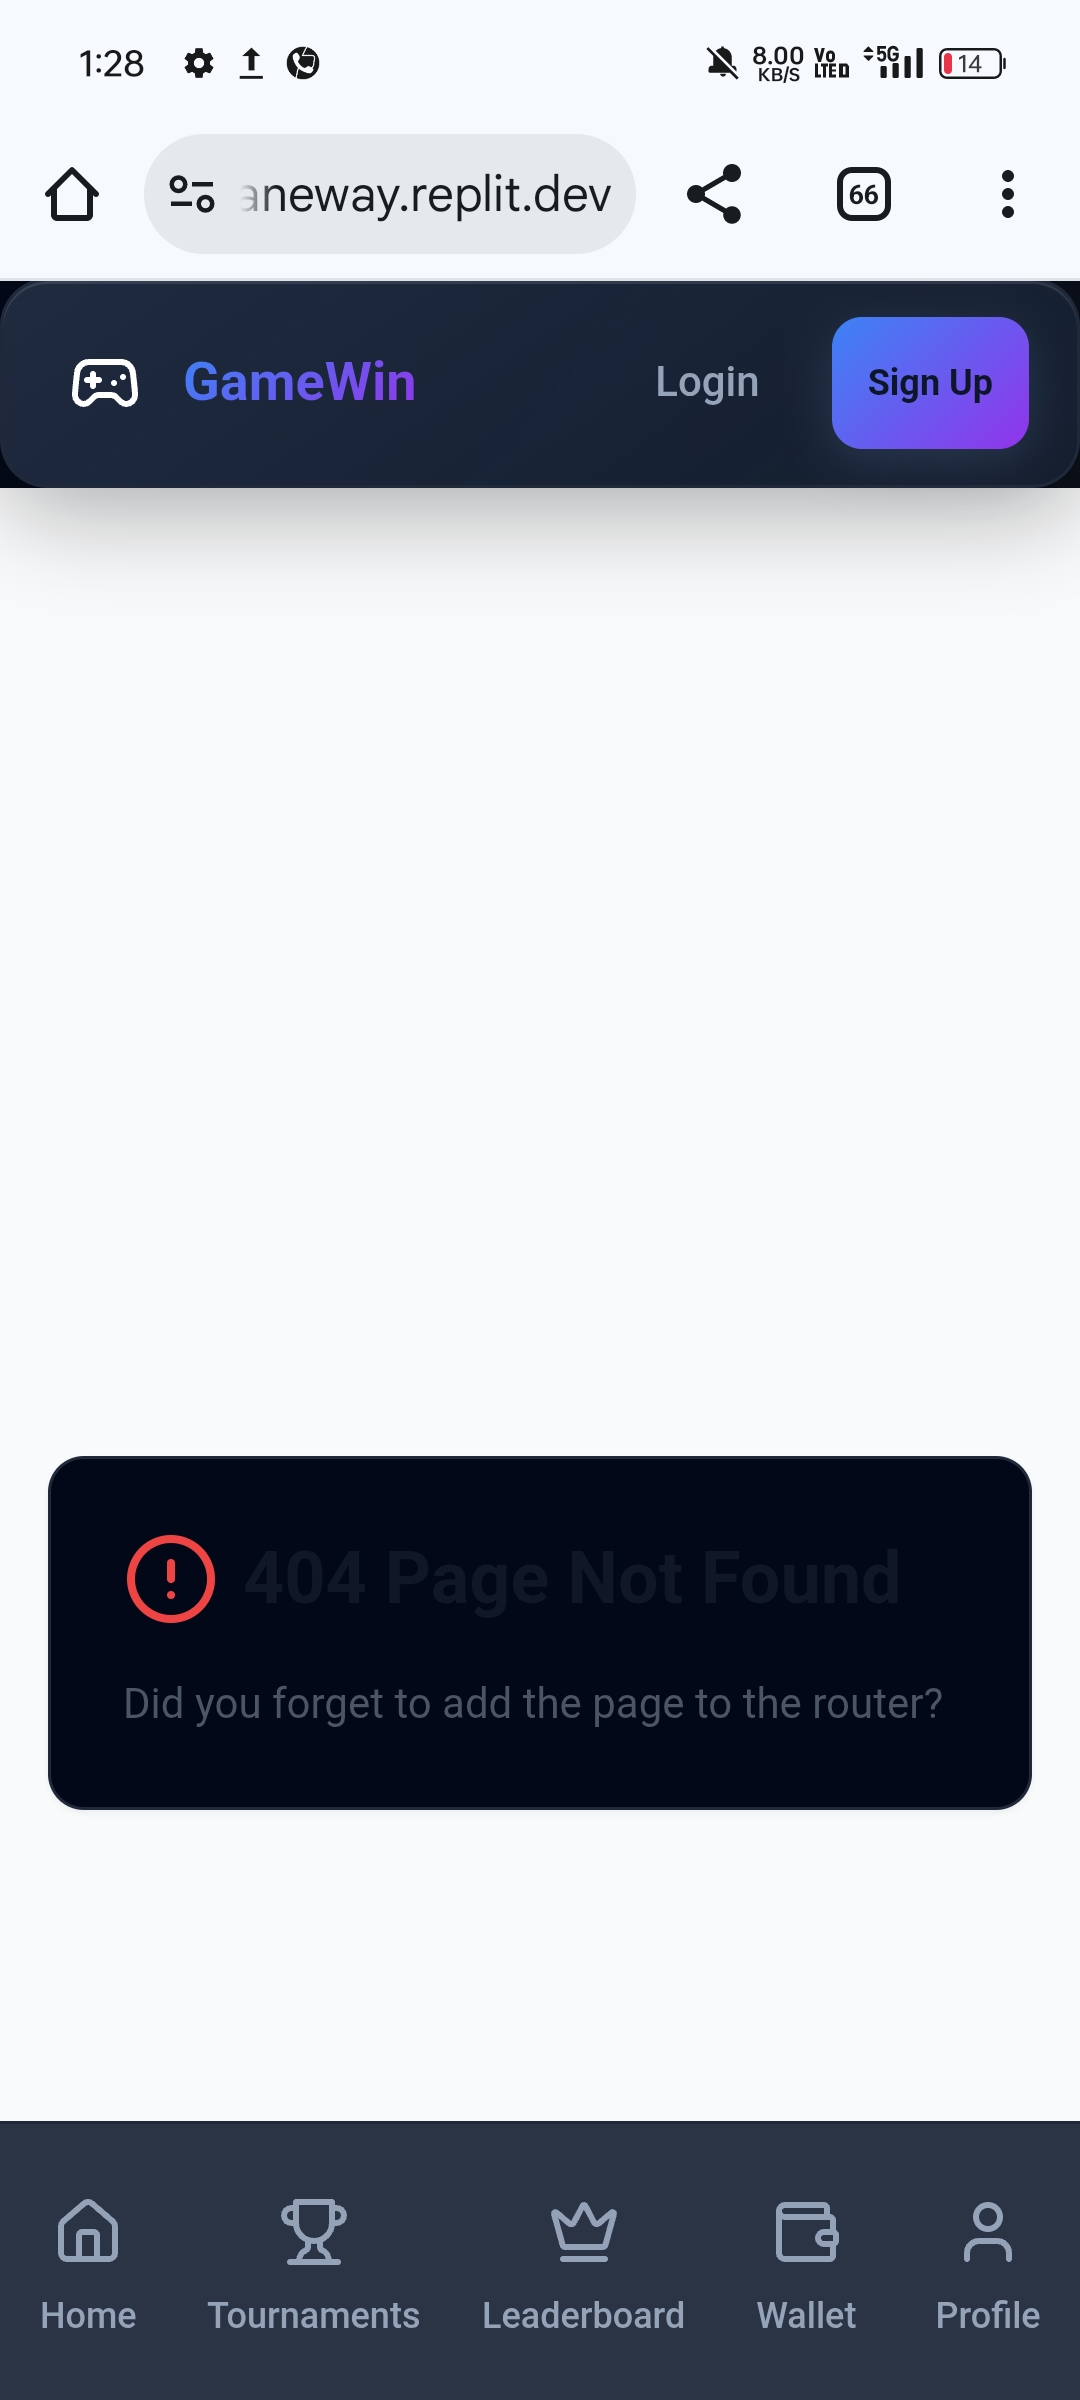 1:28 8.00 KB/S Vo LTED 5G 14
aneway.replit.dev 66
GameWin Login Sign Up
404 Page Not Found
Did you forget to add the page to the router?
Home Tournaments Leaderboard Wallet Profile